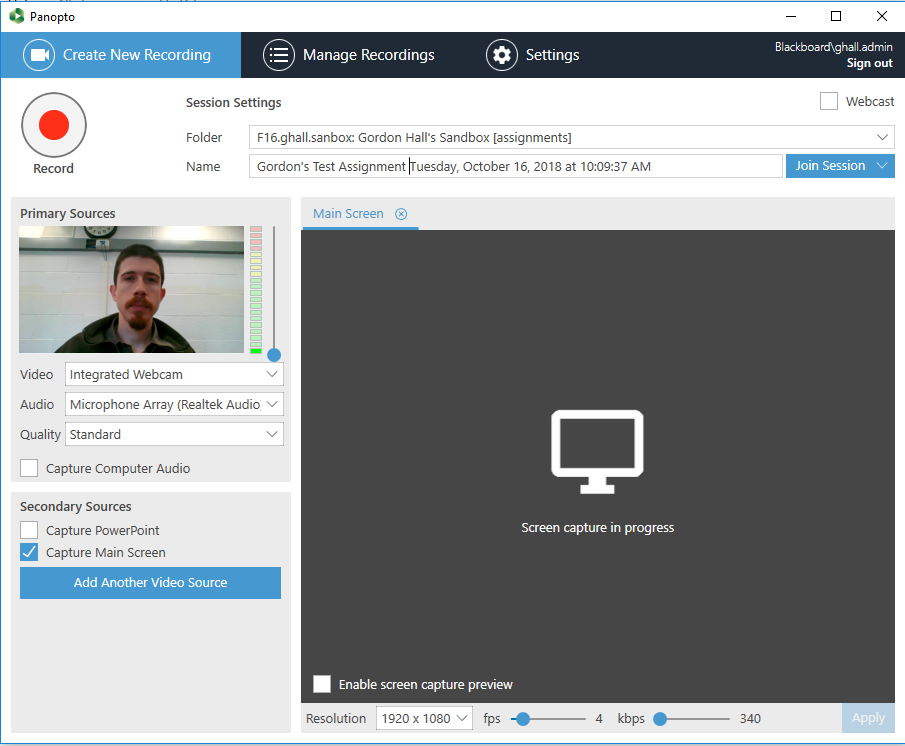 Panopto
Create New Recording
Manage Recordings
Settings
Blackboard\ghall.admin
Sign out
Record
Session Settings
Webcast
Folder
F16.ghall.sanbox: Gordon Hall's Sandbox [assignments]
Name
Gordon's Test Assignment Tuesday, October 16, 2018 at 10:09:37 AM
Join Session
Primary Sources
Video
Integrated Webcam
Audio
Microphone Array (Realtek Audio
Quality
Standard
Capture Computer Audio
Secondary Sources
Capture PowerPoint
Capture Main Screen
Add Another Video Source
Main Screen
Screen capture in progress
Enable screen capture preview
Resolution
1920 x 1080
fps
4
kbps
340
Apply